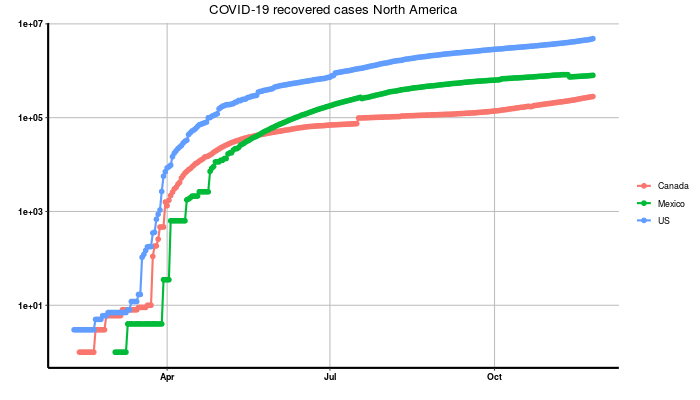 COVID-19 recovered cases North America
1e+07
1e+05
1e+03
1e+01
Apr Jul Oct
Canada
Mexico
US